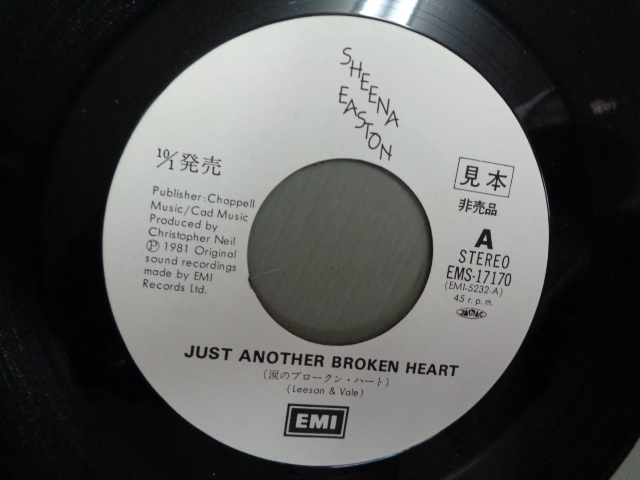 SHEENA
EASTON
10/1 発売
見本
非売品
Publisher:Chappell
Music/Cad Music
Produced by
Christopher Neil
Ⓟ 1981 Original
sound recordings
made by EMI
Records Ltd.
A
STEREO
EMS-17170
(EMI-5232-A)
45 r.p.m.
JASRAC
JUST ANOTHER BROKEN HEART
(涙のブロークン・ハート)
(Leeson & Vale)
EMI